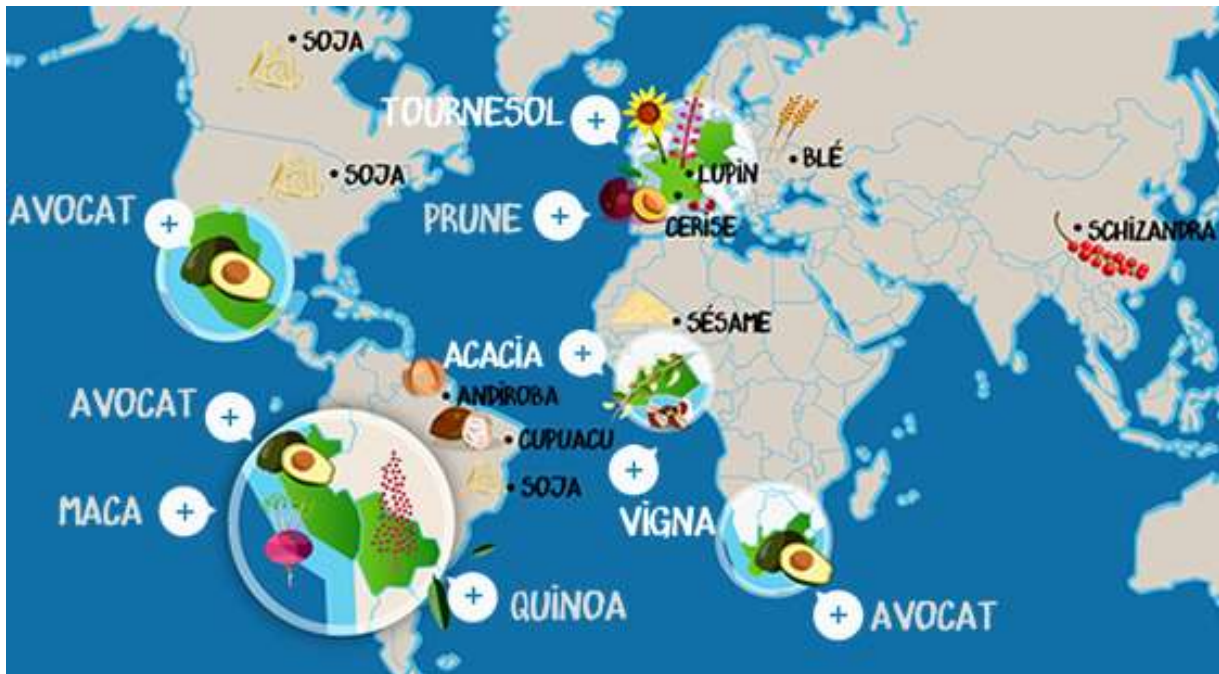 SOJA
TOURNESOL
BLÉ
SOJA
LUPIN
AVOCAT
PRUNE
CERISE
SCHIZANDRA
SÉSAME
ACACIA
ANDIROBA
AVOCAT
CUPUACU
SOJA
MACA
VIGNA
QUINOA
AVOCAT